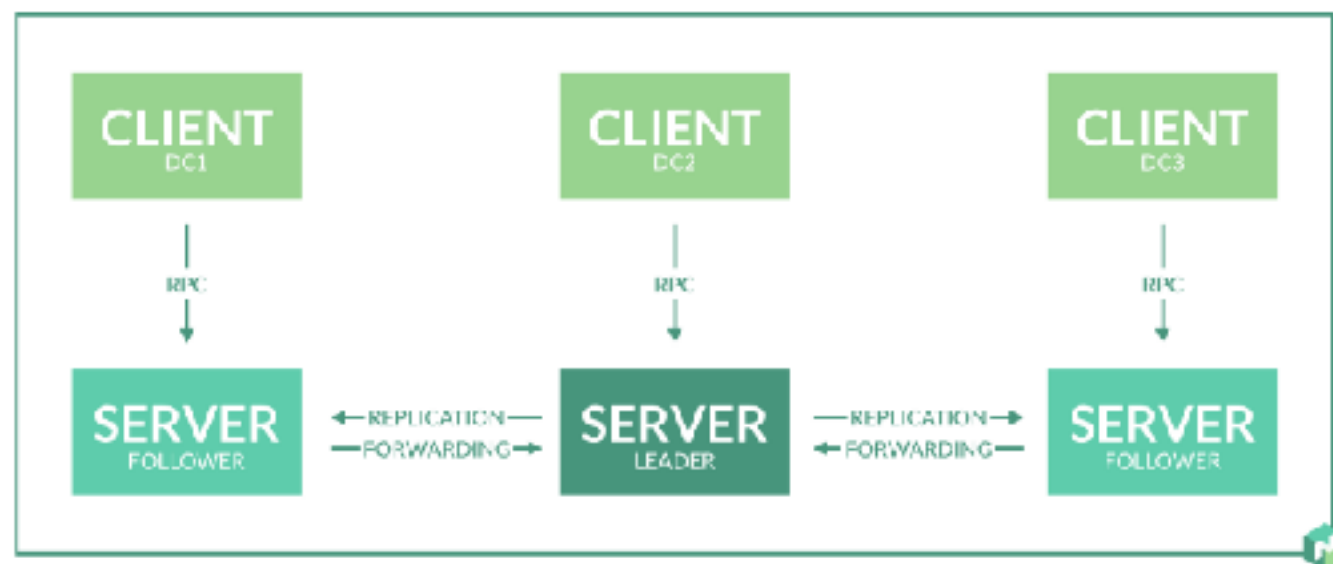 CLIENT
DC1
CLIENT
DC2
CLIENT
DC3
RPC
RPC
RPC
SERVER
FOLLOWER
REPLICATION
FORWARDING
SERVER
LEADER
REPLICATION
FORWARDING
SERVER
FOLLOWER